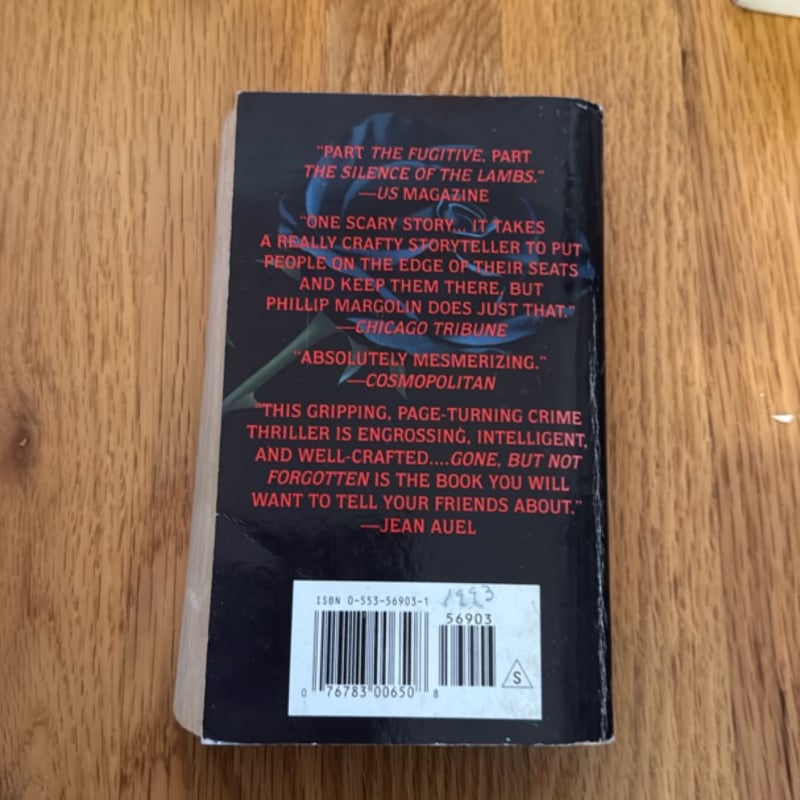 "PART THE FUGITIVE, PART
THE SILENCE OF THE LAMBS."
—US MAGAZINE
"ONE SCARY STORY... IT TAKES
A REALLY CRAFTY STORYTELLER TO PUT
PEOPLE ON THE EDGE OF THEIR SEATS
AND KEEP THEM THERE, BUT
PHILLIP MARGOLIN DOES JUST THAT."
—CHICAGO TRIBUNE
"ABSOLUTELY MESMERIZING."
—COSMOPOLITAN
"THIS GRIPPING, PAGE-TURNING CRIME
THRILLER IS ENGROSSING, INTELLIGENT,
AND WELL-CRAFTED....GONE, BUT NOT
FORGOTTEN IS THE BOOK YOU WILL
WANT TO TELL YOUR FRIENDS ABOUT."
—JEAN AUEL
ISBN 0-553-56903-1 1993
56903
S
0 76783 00650 8